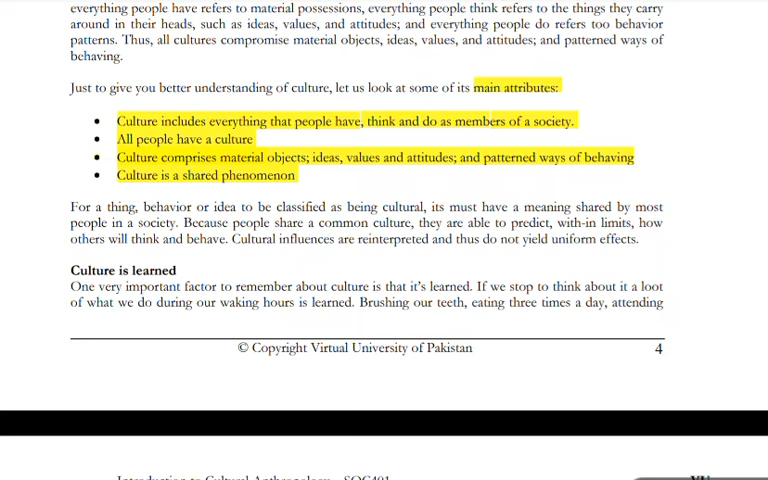 everything people have refers to material possessions, everything people think refers to the things they carry
around in their heads, such as ideas, values, and attitudes; and everything people do refers too behavior
patterns. Thus, all cultures compromise material objects, ideas, values, and attitudes; and patterned ways of
behaving.
Just to give you better understanding of culture, let us look at some of its main attributes:
• Culture includes everything that people have, think and do as members of a society.
• All people have a culture
• Culture comprises material objects; ideas, values and attitudes; and patterned ways of behaving
• Culture is a shared phenomenon
For a thing, behavior or idea to be classified as being cultural, its must have a meaning shared by most
people in a society. Because people share a common culture, they are able to predict, with-in limits, how
others will think and behave. Cultural influences are reinterpreted and thus do not yield uniform effects.
Culture is learned
One very important factor to remember about culture is that it's learned. If we stop to think about it a loot
of what we do during our waking hours is learned. Brushing our teeth, eating three times a day, attending
© Copyright Virtual University of Pakistan 4
Introduction to Cultural Anthropology – SOC401 VU